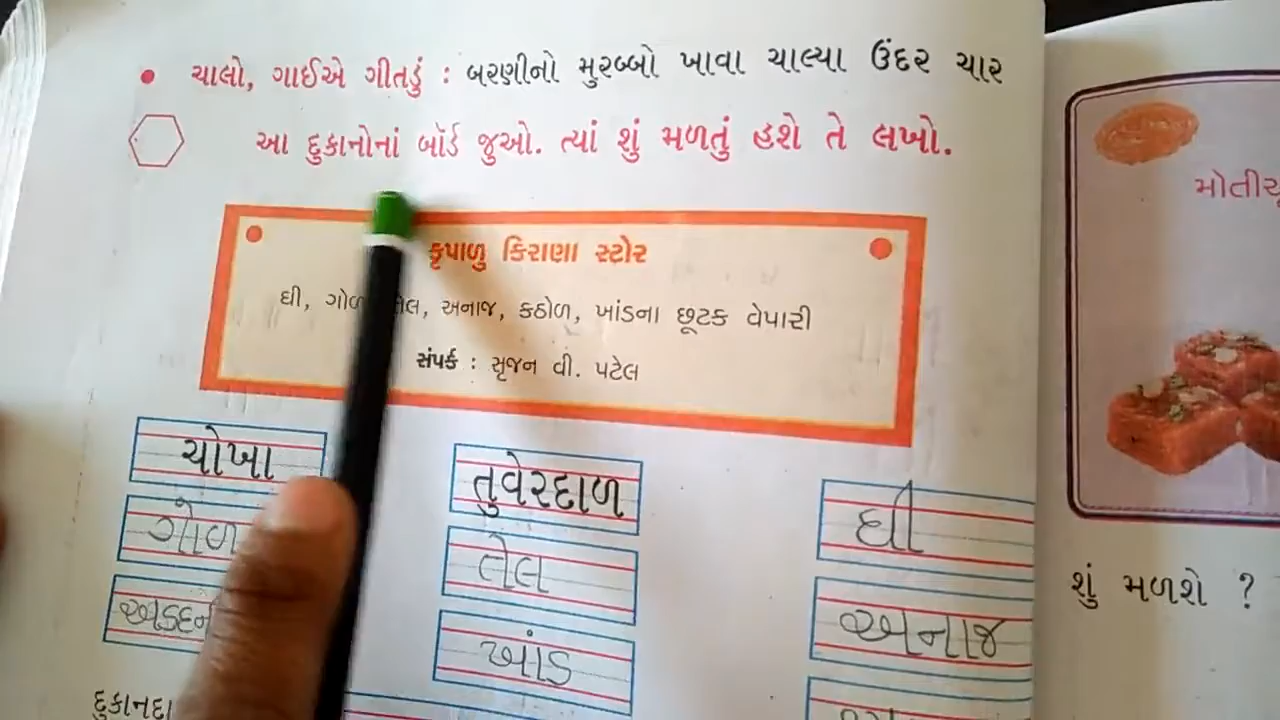 ચાલો, ગાઈએ ગીતડું : બરણીનો મુરબ્બો ખાવા ચાલ્યા ઉંદર ચાર
આ દુકાનોનાં બૉર્ડ જુઓ. ત્યાં શું મળતું હશે તે લખો.
કૃપાળુ કિરાણા સ્ટોર
ઘી, ગોળ, તેલ, અનાજ, કઠોળ, ખાંડના છૂટક વેપારી
સંપર્ક : સૃજન વી. પટેલ
ચોખા તુવેરદાળ ઘી
ગોળ તેલ અનાજ
ખાંડ
શું મળશે ?